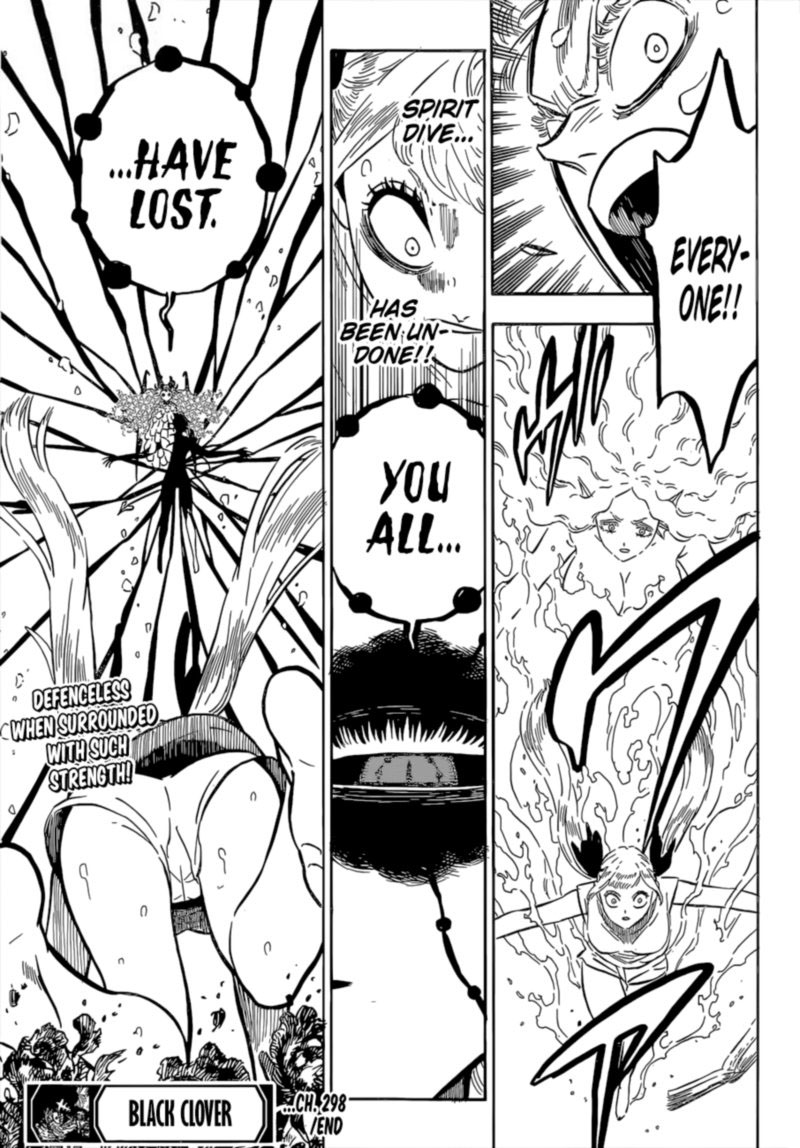 EVERY-
ONE!!
SPIRIT
DIVE...
HAS
BEEN UN-
DONE!!
YOU
ALL...
...HAVE
LOST.
DEFENCELESS
WHEN SURROUNDED
WITH SUCH
STRENGTH!
BLACK CLOVER
...CH. 298
/END